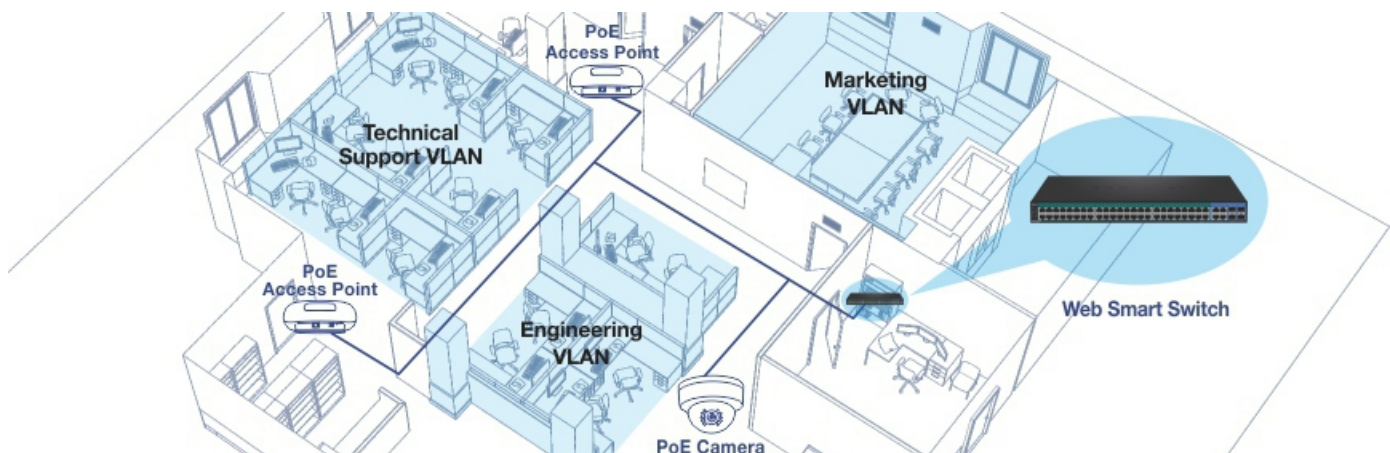 PoE
Access Point
Marketing
VLAN
Technical
Support VLAN
PoE
Access Point
Web Smart Switch
Engineering
VLAN
PoE Camera